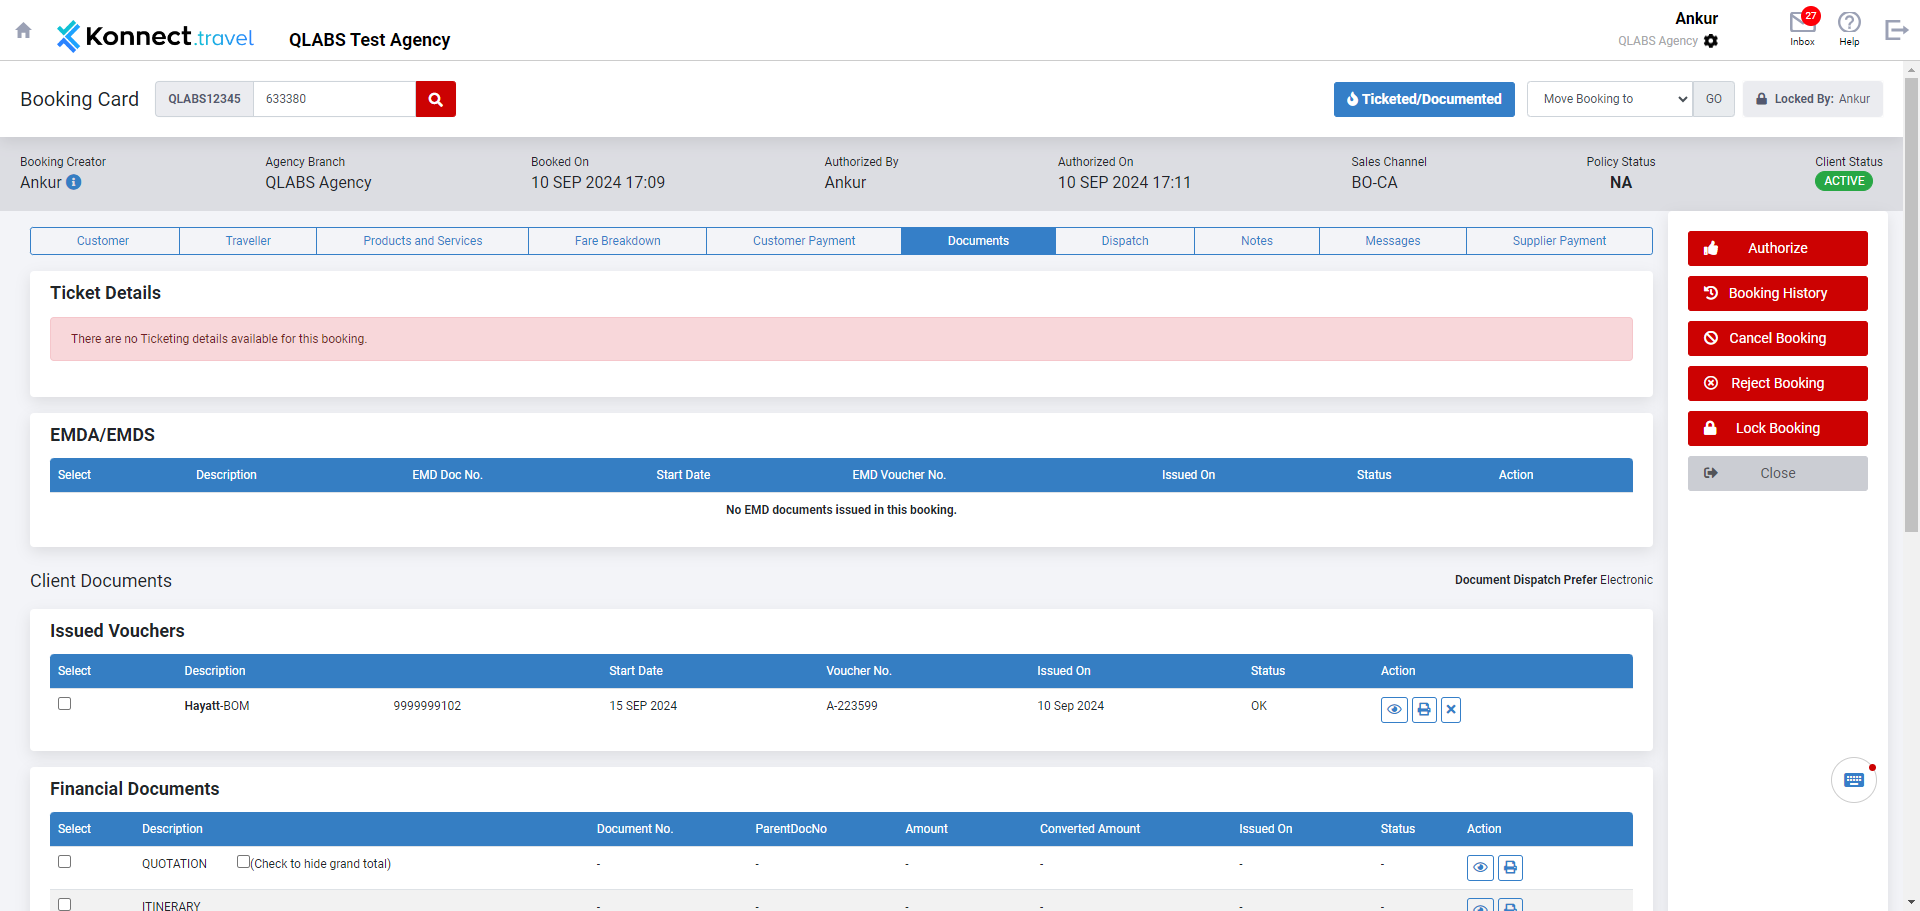 Konnect.travel
QLABS Test Agency
Ankur
QLABS Agency
27
Inbox
Help
Booking Card
QLABS12345
633380
Ticketed/Documented
Move Booking to
GO
Locked By: Ankur
Booking Creator
Ankur
Agency Branch
QLABS Agency
Booked On
10 SEP 2024 17:09
Authorized By
Ankur
Authorized On
10 SEP 2024 17:11
Sales Channel
BO-CA
Policy Status
NA
Client Status
ACTIVE
Customer
Traveller
Products and Services
Fare Breakdown
Customer Payment
Documents
Dispatch
Notes
Messages
Supplier Payment
Authorize
Booking History
Cancel Booking
Reject Booking
Lock Booking
Close
Ticket Details
There are no Ticketing details available for this booking.
EMDA/EMDS
Select Description EMD Doc No. Start Date EMD Voucher No. Issued On Status Action
No EMD documents issued in this booking.
Client Documents
Document Dispatch Prefer Electronic
Issued Vouchers
Select Description Start Date Voucher No. Issued On Status Action
Hayatt-BOM 9999999102 15 SEP 2024 A-223599 10 Sep 2024 OK
Financial Documents
Select Description Document No. ParentDocNo Amount Converted Amount Issued On Status Action
QUOTATION (Check to hide grand total) - - - - - -
ITINERARY - - - - - -